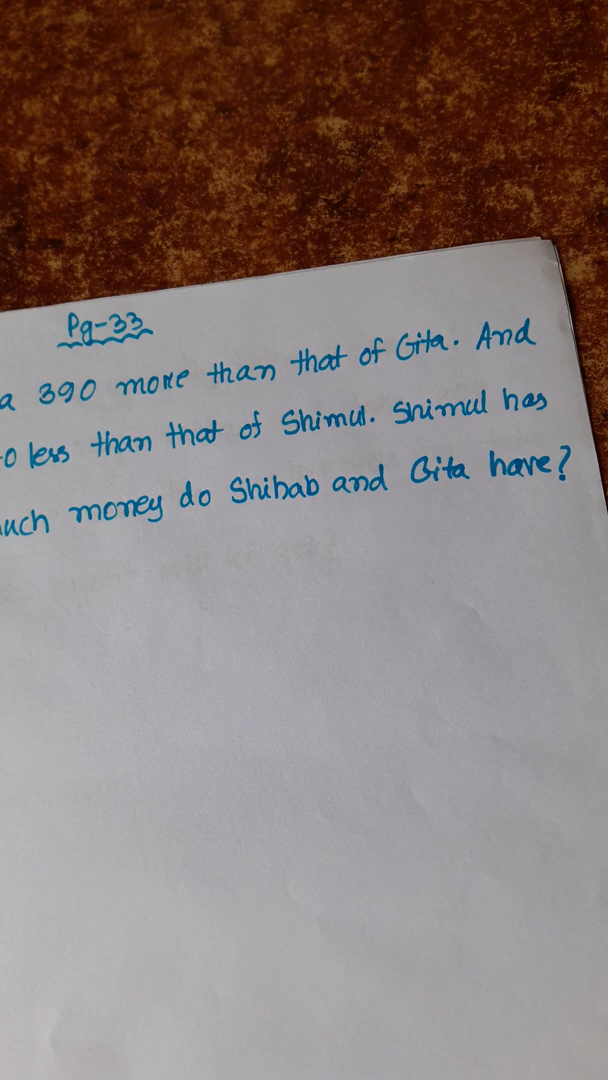 Pg-33
a 390 more than that of Gita. And
0 less than that of Shimul. Shimul has
uch money do Shihab and Gita have?